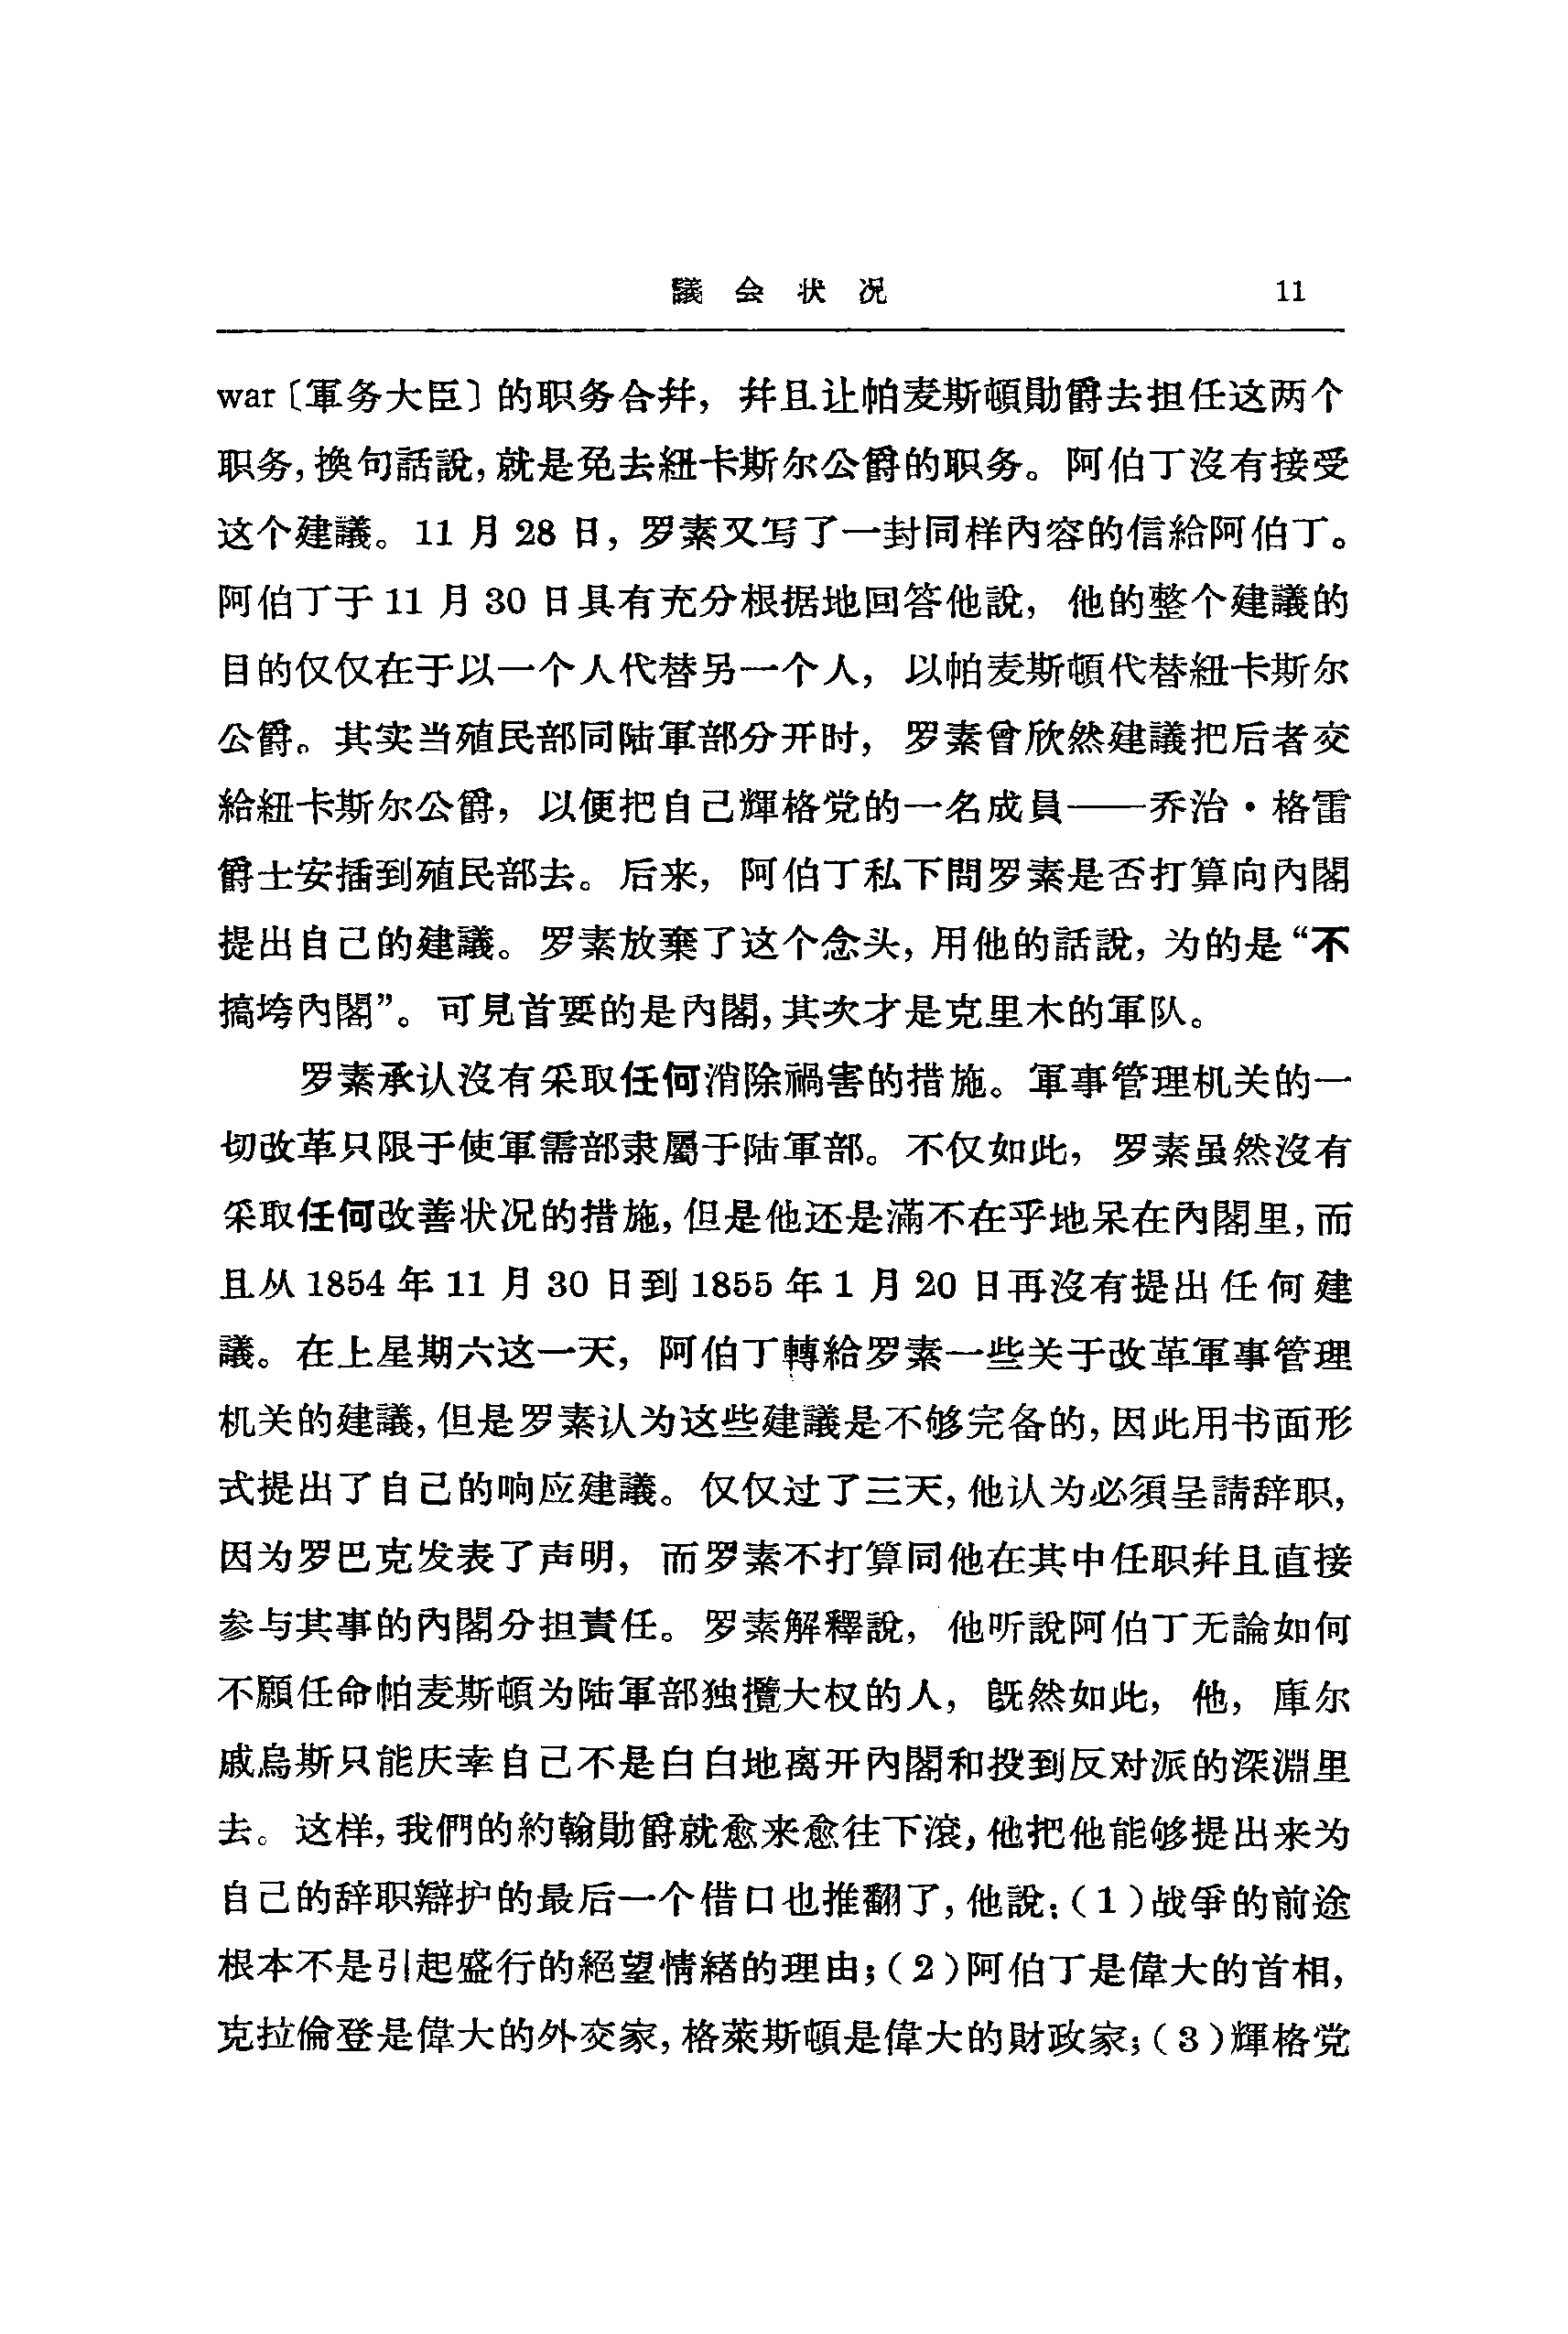 議会状况 11
war〔軍务大臣〕的职务合幷，幷且让帕麦斯頓勛爵去担任这两个
职务，换句話說，就是免去紐卡斯尔公爵的职务。阿伯丁沒有接受
这个建議。11月28日，罗素又写了一封同样內容的信給阿伯丁。
阿伯丁于11月30日具有充分根据地回答他說，他的整个建議的
目的仅仅在于以一个人代替另一个人，以帕麦斯頓代替紐卡斯尔
公爵。其实当殖民部同陆軍部分开时，罗素曾欣然建議把后者交
給紐卡斯尔公爵，以便把自己輝格党的一名成員——乔治·格雷
爵士安插到殖民部去。后来，阿伯丁私下問罗素是否打算向內閣
提出自己的建議。罗素放棄了这个念头，用他的話說，为的是“不
搞垮內閣”。可見首要的是內閣，其次才是克里木的軍队。
罗素承认沒有采取任何消除禍害的措施。軍事管理机关的一
切改革只限于使軍需部隶屬于陆軍部。不仅如此，罗素虽然沒有
采取任何改善状况的措施，但是他还是滿不在乎地呆在內閣里，而
且从1854年11月30日到1855年1月20日再沒有提出任何建
議。在上星期六这一天，阿伯丁轉給罗素一些关于改革軍事管理
机关的建議，但是罗素认为这些建議是不够完备的，因此用书面形
式提出了自己的响应建議。仅仅过了三天，他认为必須呈請辞职，
因为罗巴克发表了声明，而罗素不打算同他在其中任职幷且直接
参与其事的內閣分担責任。罗素解釋說，他听說阿伯丁无論如何
不願任命帕麦斯頓为陆軍部独攬大权的人，旣然如此，他，庫尔
戚烏斯只能庆幸自己不是白白地离开內閣和投到反对派的深淵里
去。这样，我們的約翰勛爵就愈来愈往下滾，他把他能够提出来为
自己的辞职辯护的最后一个借口也推翻了，他說：（1）战爭的前途
根本不是引起盛行的絕望情緒的理由；（2）阿伯丁是偉大的首相，
克拉倫登是偉大的外交家，格萊斯頓是偉大的財政家；（3）輝格党